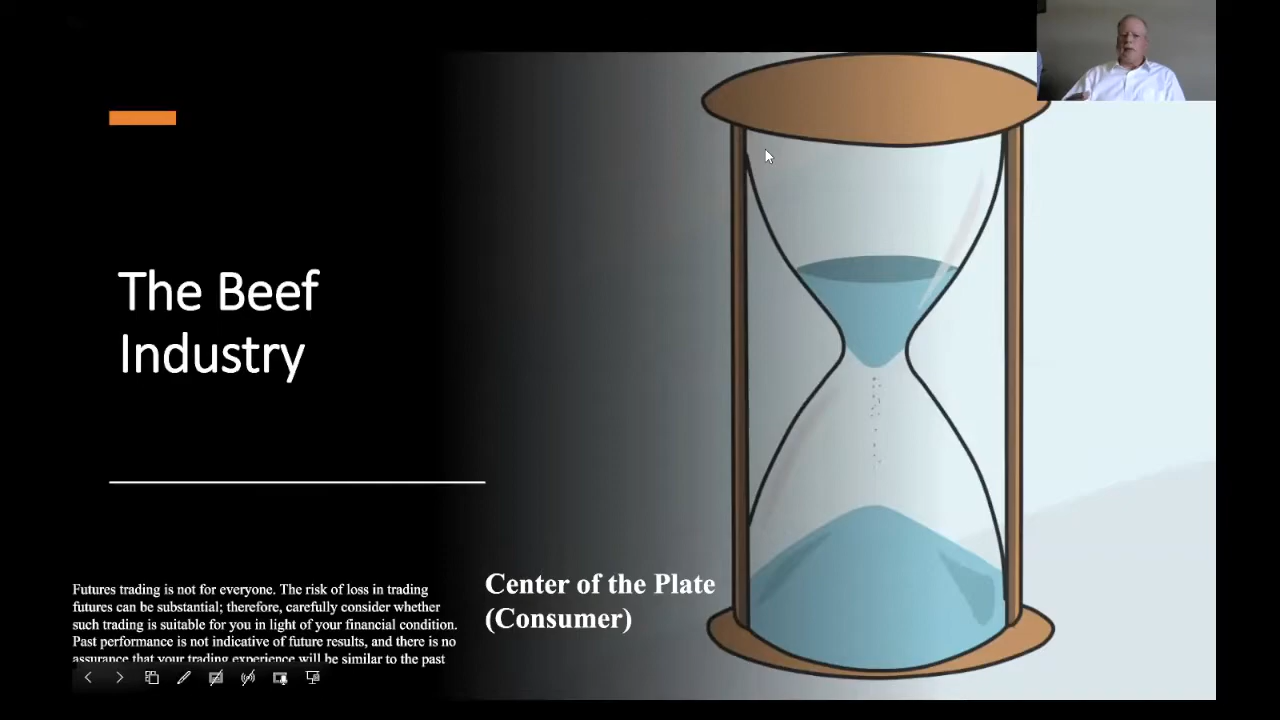 The Beef
Industry
Center of the Plate
(Consumer)
Futures trading is not for everyone. The risk of loss in trading
futures can be substantial; therefore, carefully consider whether
such trading is suitable for you in light of your financial condition.
Past performance is not indicative of future results, and there is no
assurance that your trading experience will be similar to the past